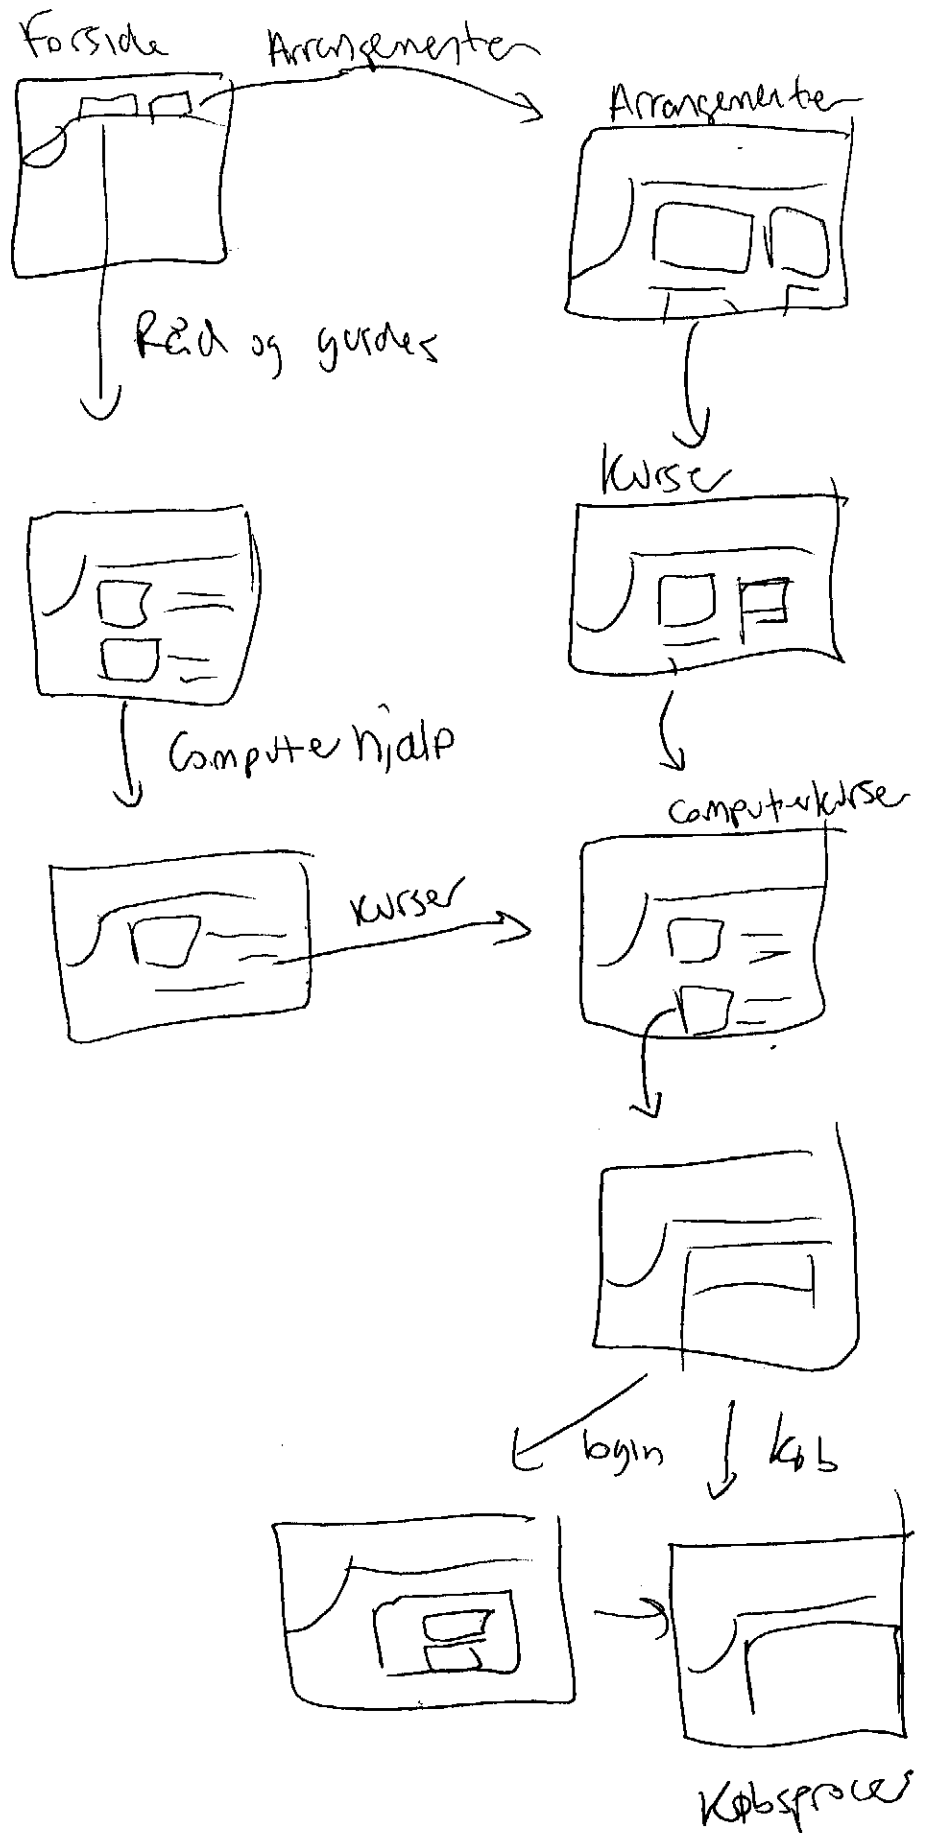 Forside
Arrangementer
Arrangementer
Råd og guides
Kurser
Computerhjælp
Computerkurser
Kurser
login
Køb
Købsproces